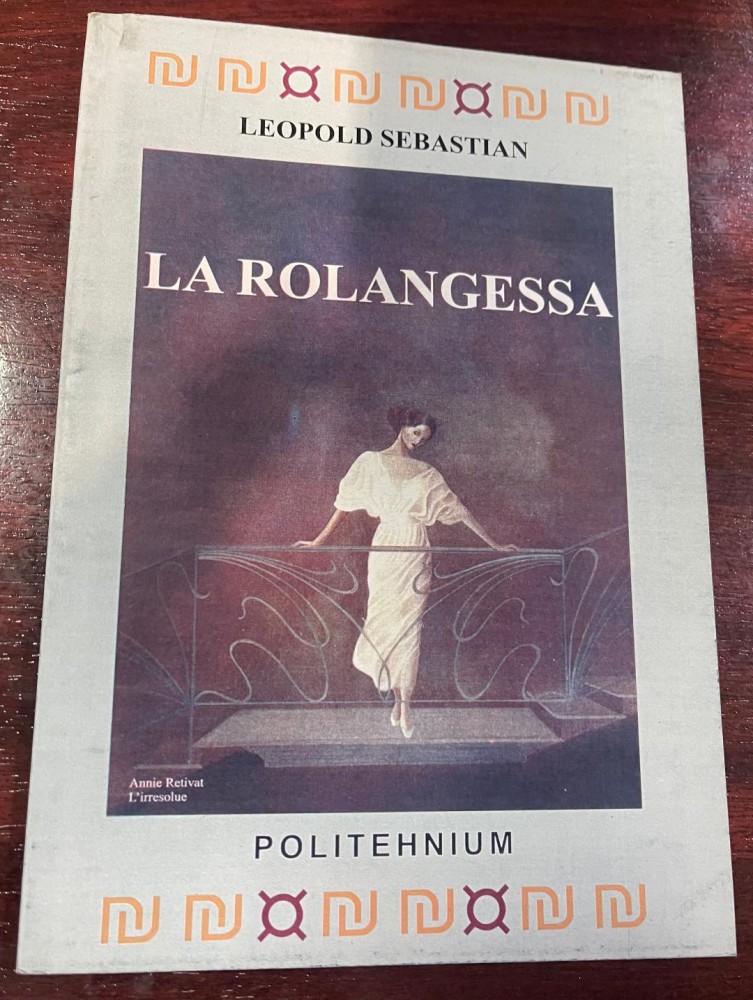 ₪ ₪ ¤ ₪ ₪ ¤ ₪ ₪
LEOPOLD SEBASTIAN
LA ROLANGESSA
Annie Retivat
L'irresolue
POLITEHNIUM
₪ ₪ ¤ ₪ ₪ ¤ ₪ ₪